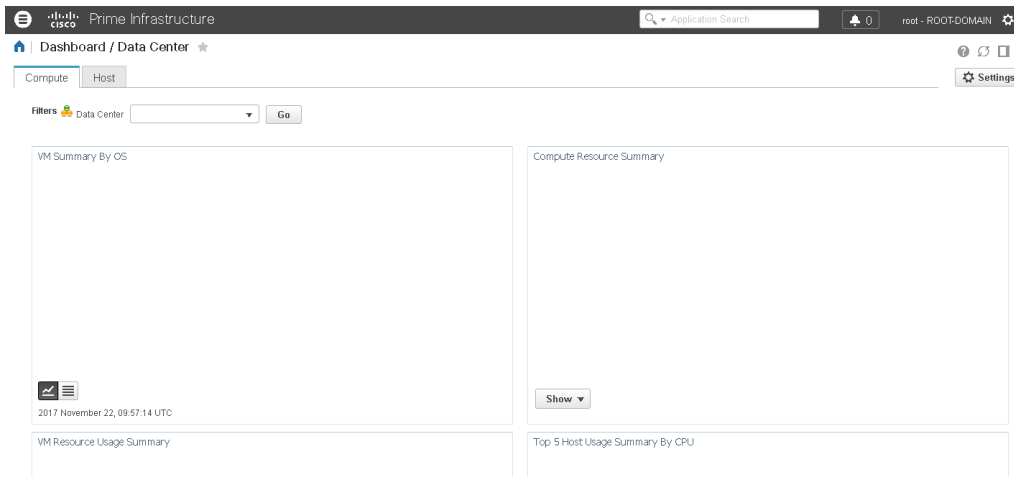 cisco Prime Infrastructure
Application Search
0
root - ROOT-DOMAIN
Dashboard / Data Center
Compute
Host
Settings
Filters
Data Center
Go
VM Summary By OS
Compute Resource Summary
Show
2017 November 22, 09:57:14 UTC
VM Resource Usage Summary
Top 5 Host Usage Summary By CPU